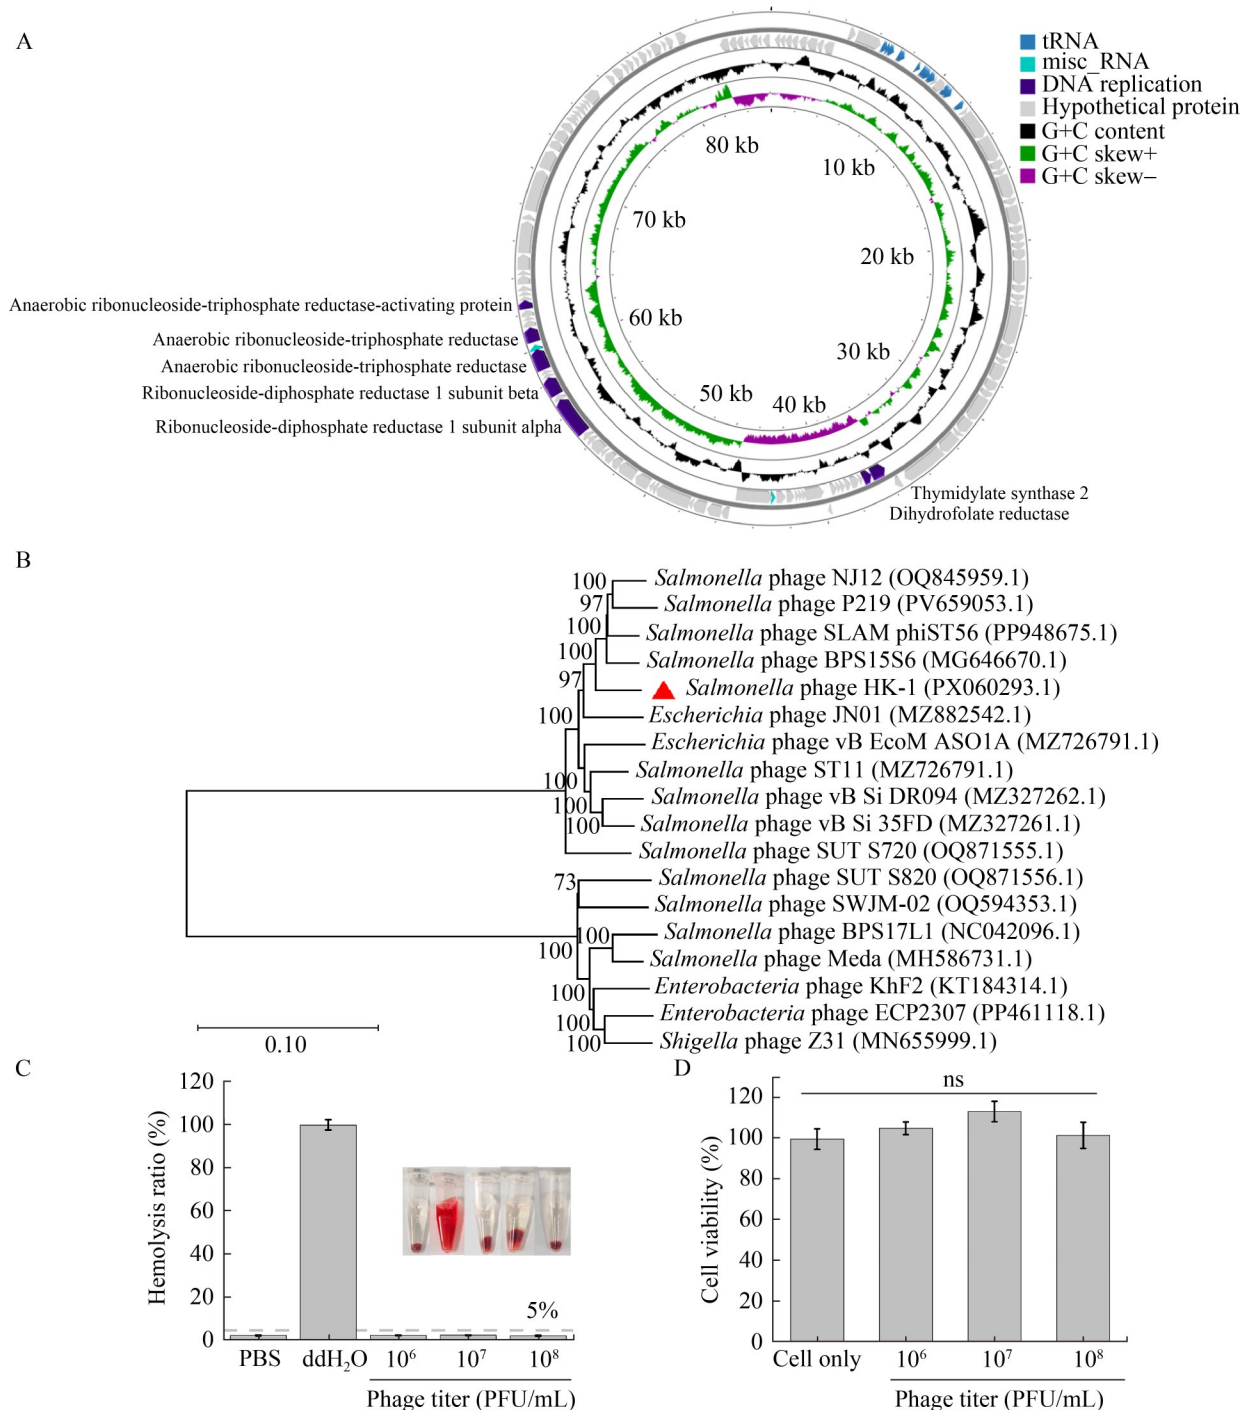 A
tRNA
misc_RNA
DNA replication
Hypothetical protein
G+C content
G+C skew+
G+C skew−
80 kb
10 kb
70 kb
20 kb
60 kb
30 kb
50 kb
40 kb
Anaerobic ribonucleoside-triphosphate reductase-activating protein
Anaerobic ribonucleoside-triphosphate reductase
Anaerobic ribonucleoside-triphosphate reductase
Ribonucleoside-diphosphate reductase 1 subunit beta
Ribonucleoside-diphosphate reductase 1 subunit alpha
Thymidylate synthase 2
Dihydrofolate reductase
B
100
Salmonella phage NJ12 (OQ845959.1)
97
Salmonella phage P219 (PV659053.1)
100
Salmonella phage SLAM phiST56 (PP948675.1)
100
Salmonella phage BPS15S6 (MG646670.1)
97
Salmonella phage HK-1 (PX060293.1)
100
Escherichia phage JN01 (MZ882542.1)
Escherichia phage vB EcoM ASO1A (MZ726791.1)
100
Salmonella phage ST11 (MZ726791.1)
100
Salmonella phage vB Si DR094 (MZ327262.1)
100
Salmonella phage vB Si 35FD (MZ327261.1)
Salmonella phage SUT S720 (OQ871555.1)
73
Salmonella phage SUT S820 (OQ871556.1)
Salmonella phage SWJM-02 (OQ594353.1)
100
Salmonella phage BPS17L1 (NC042096.1)
100
Salmonella phage Meda (MH586731.1)
100
Enterobacteria phage KhF2 (KT184314.1)
100
Enterobacteria phage ECP2307 (PP461118.1)
100
Shigella phage Z31 (MN655999.1)
0.10
C
Hemolysis ratio (%)
120
100
80
60
40
20
0
5%
PBS ddH₂O 10⁶ 10⁷ 10⁸
Phage titer (PFU/mL)
D
Cell viability (%)
120
100
80
60
40
20
0
ns
Cell only 10⁶ 10⁷ 10⁸
Phage titer (PFU/mL)